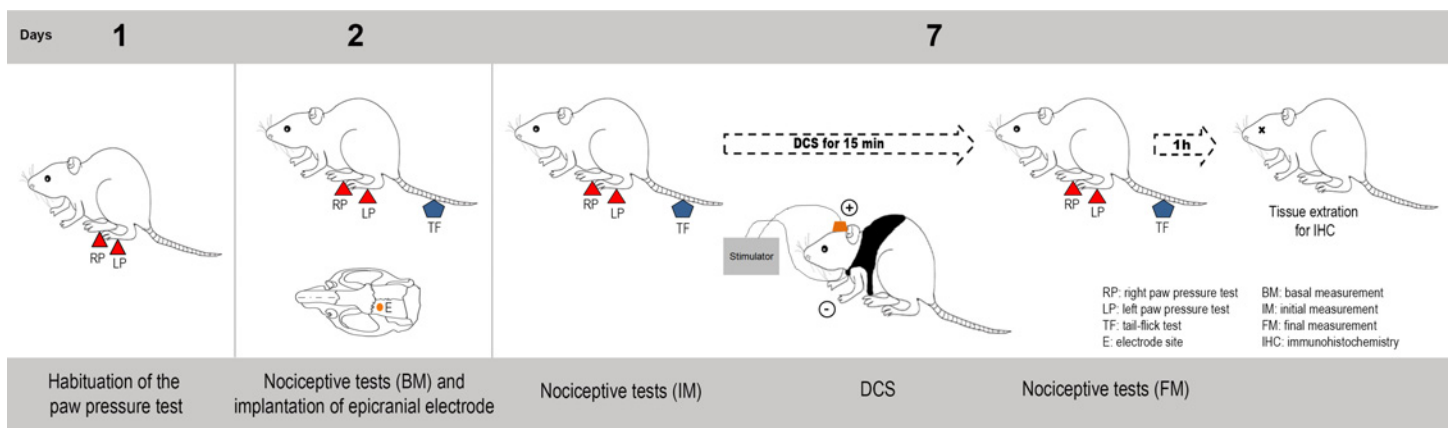 Days
1
2
7
RP
LP
RP
LP
TF
E
RP
LP
TF
DCS for 15 min
Stimulator
+
-
RP
LP
TF
1h
x
Tissue extration
for IHC
RP: right paw pressure test
LP: left paw pressure test
TF: tail-flick test
E: electrode site
BM: basal measurement
IM: initial measurement
FM: final measurement
IHC: immunohistochemistry
Habituation of the
paw pressure test
Nociceptive tests (BM) and
implantation of epicranial electrode
Nociceptive tests (IM)
DCS
Nociceptive tests (FM)